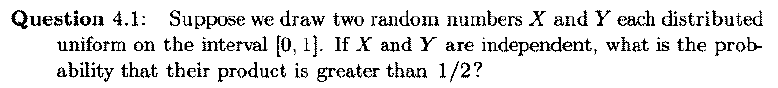 Question 4.1: Suppose we draw two random numbers X and Y each distributed
uniform on the interval [0, 1]. If X and Y are independent, what is the prob-
ability that their product is greater than 1/2?